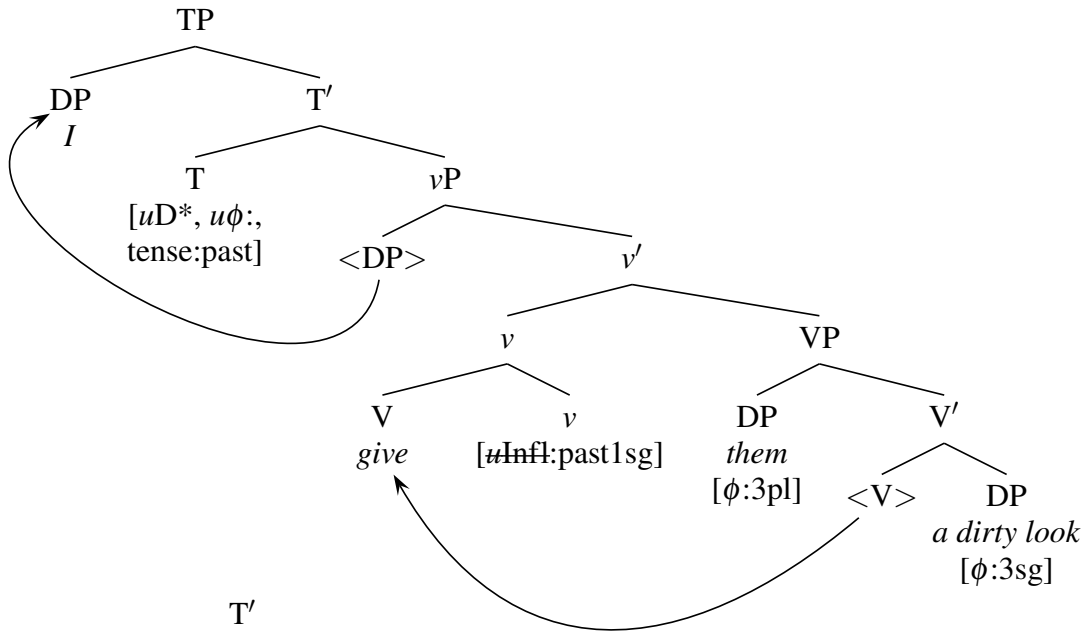 TP
DP T′
I
T vP
[uD*, uϕ:,
tense:past] <DP> v′
v VP
V v DP V′
give [uInfl:past1sg] them
[ϕ:3pl] <V> DP
a dirty look
[ϕ:3sg]
T′